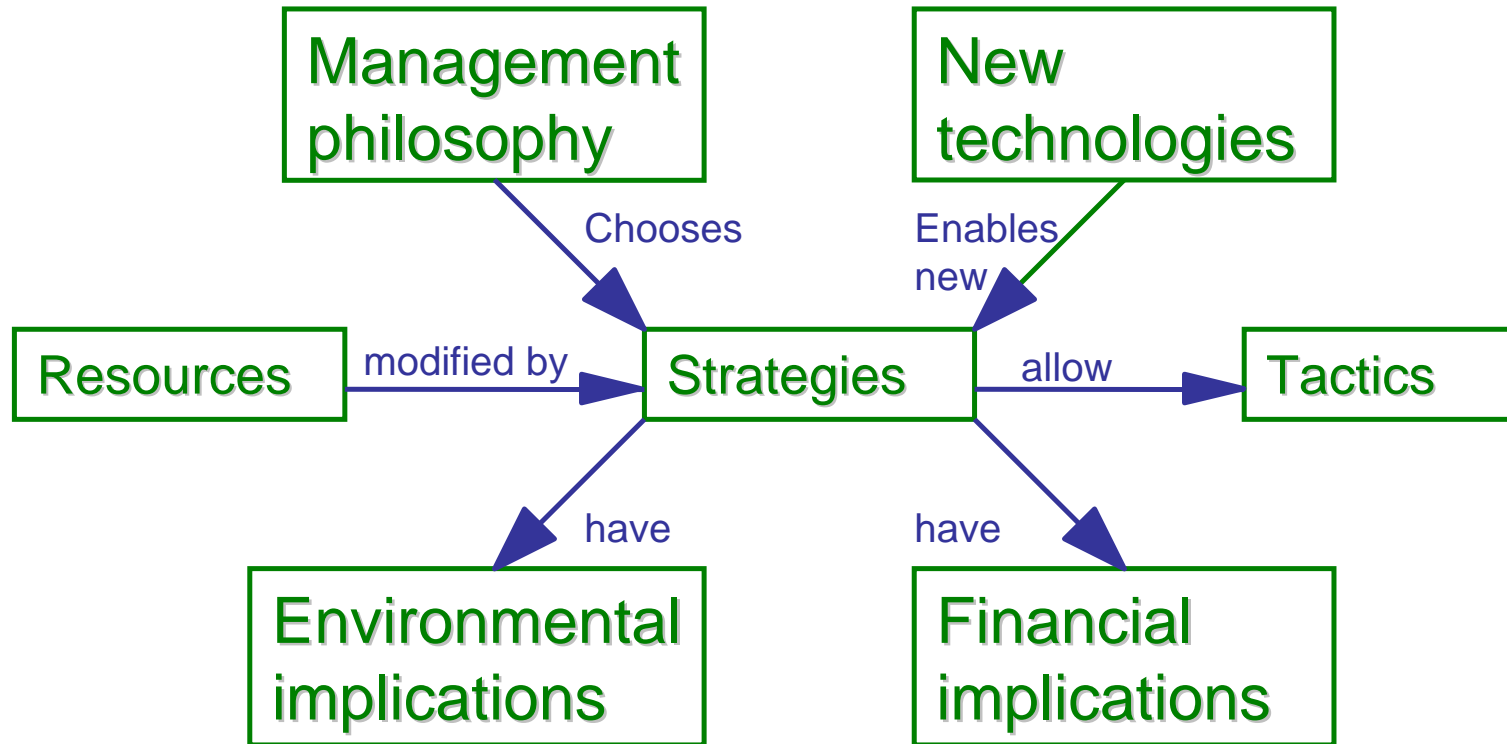 Management
philosophy
New
technologies
Chooses
Enables
new
Resources
modified by
Strategies
allow
Tactics
have
have
Environmental
implications
Financial
implications